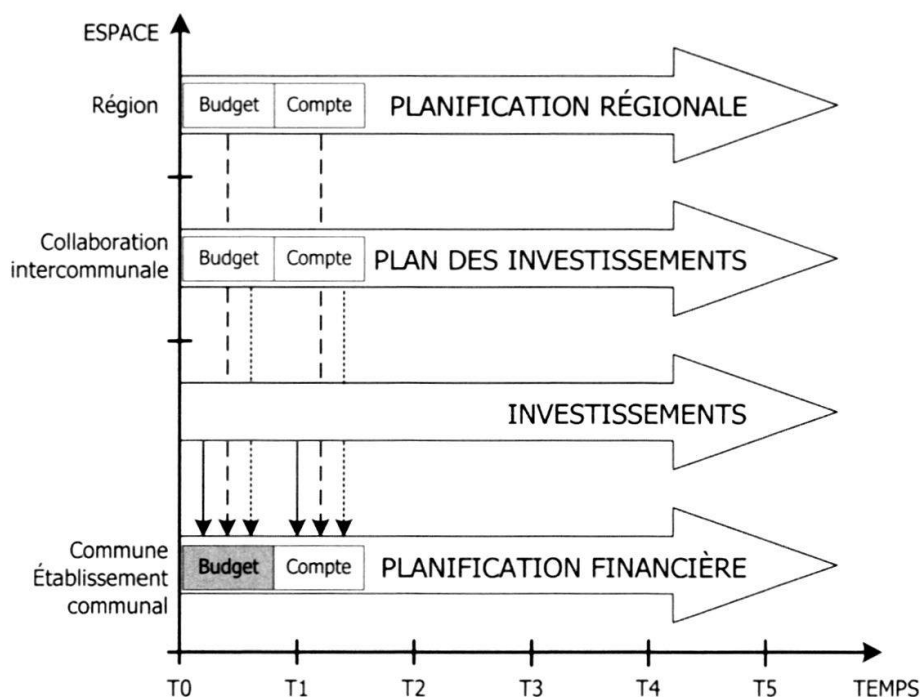 ESPACE
Région
Budget Compte PLANIFICATION RÉGIONALE
Collaboration
intercommunale
Budget Compte PLAN DES INVESTISSEMENTS
INVESTISSEMENTS
Commune
Établissement
communal
Budget Compte PLANIFICATION FINANCIÈRE
T0 T1 T2 T3 T4 T5 TEMPS